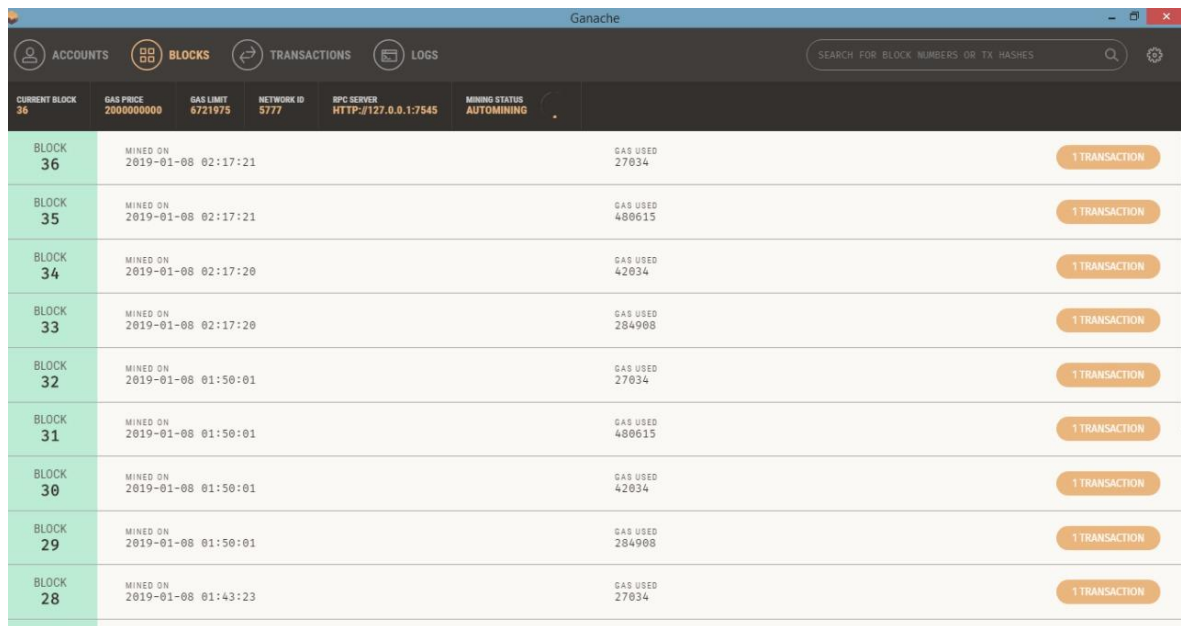 Ganache
ACCOUNTS BLOCKS TRANSACTIONS LOGS SEARCH FOR BLOCK NUMBERS OR TX HASHES
CURRENT BLOCK GAS PRICE GAS LIMIT NETWORK ID RPC SERVER MINING STATUS
36 2000000000 6721975 5777 HTTP://127.0.0.1:7545 AUTOMINING
BLOCK MINED ON GAS USED
36 2019-01-08 02:17:21 27034 1 TRANSACTION
BLOCK MINED ON GAS USED
35 2019-01-08 02:17:21 480615 1 TRANSACTION
BLOCK MINED ON GAS USED
34 2019-01-08 02:17:20 42034 1 TRANSACTION
BLOCK MINED ON GAS USED
33 2019-01-08 02:17:20 284908 1 TRANSACTION
BLOCK MINED ON GAS USED
32 2019-01-08 01:50:01 27034 1 TRANSACTION
BLOCK MINED ON GAS USED
31 2019-01-08 01:50:01 480615 1 TRANSACTION
BLOCK MINED ON GAS USED
30 2019-01-08 01:50:01 42034 1 TRANSACTION
BLOCK MINED ON GAS USED
29 2019-01-08 01:50:01 284908 1 TRANSACTION
BLOCK MINED ON GAS USED
28 2019-01-08 01:43:23 27034 1 TRANSACTION